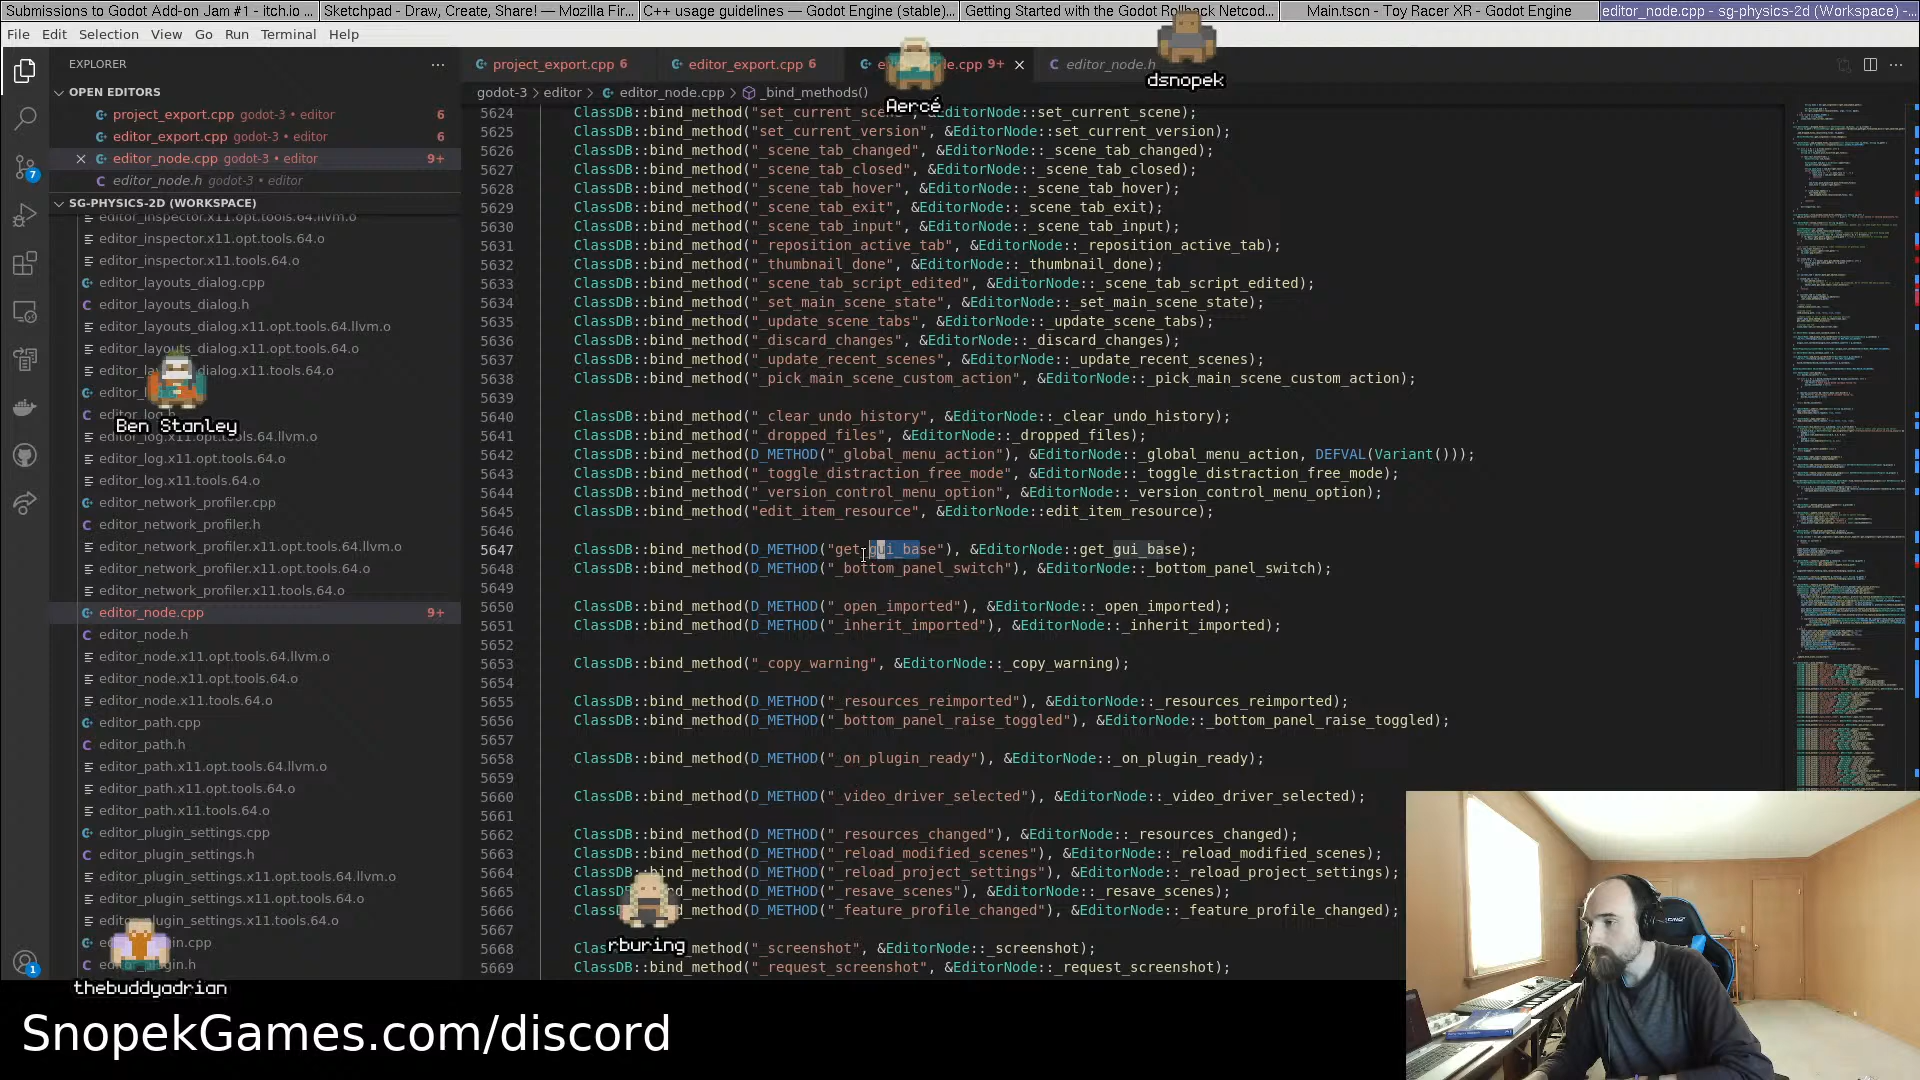 Submissions to Godot Add-on Jam #1 - itch.io ...
Sketchpad - Draw, Create, Share! — Mozilla Fir...
C++ usage guidelines — Godot Engine (stable)...
Getting Started with the Godot Rollback Netcod...
Main.tscn - Toy Racer XR - Godot Engine
editor_node.cpp - sg-physics-2d (Workspace) -...
File Edit Selection View Go Run Terminal Help
EXPLORER
project_export.cpp 6
editor_export.cpp 6
.cpp 9+
editor_node.h
dsnopek
OPEN EDITORS
godot-3 > editor > editor_node.cpp > _bind_methods()
Aercé
project_export.cpp godot-3 • editor 6
editor_export.cpp godot-3 • editor 6
editor_node.cpp godot-3 • editor 9+
editor_node.h godot-3 • editor
SG-PHYSICS-2D (WORKSPACE)
editor_inspector.x11.opt.tools.64.llvm.o
editor_inspector.x11.opt.tools.64.o
editor_inspector.x11.tools.64.o
editor_layouts_dialog.cpp
editor_layouts_dialog.h
editor_layouts_dialog.x11.opt.tools.64.llvm.o
editor_layouts_dialog.x11.opt.tools.64.o
editor_layouts_dialog.x11.tools.64.o
editor_l
editor_log.h
Ben Stanley
editor_log.x11.opt.tools.64.llvm.o
editor_log.x11.opt.tools.64.o
editor_log.x11.tools.64.o
editor_network_profiler.cpp
editor_network_profiler.h
editor_network_profiler.x11.opt.tools.64.llvm.o
editor_network_profiler.x11.opt.tools.64.o
editor_network_profiler.x11.tools.64.o
editor_node.cpp 9+
editor_node.h
editor_node.x11.opt.tools.64.llvm.o
editor_node.x11.opt.tools.64.o
editor_node.x11.tools.64.o
editor_path.cpp
editor_path.h
editor_path.x11.opt.tools.64.llvm.o
editor_path.x11.opt.tools.64.o
editor_path.x11.tools.64.o
editor_plugin_settings.cpp
editor_plugin_settings.h
editor_plugin_settings.x11.opt.tools.64.llvm.o
editor_plugin_settings.x11.opt.tools.64.o
editor_plugin_settings.x11.tools.64.o
thebuddyadrian
7
1
5624 ClassDB::bind_method("set_current_scene", &EditorNode::set_current_scene);
5625 ClassDB::bind_method("set_current_version", &EditorNode::set_current_version);
5626 ClassDB::bind_method("_scene_tab_changed", &EditorNode::_scene_tab_changed);
5627 ClassDB::bind_method("_scene_tab_closed", &EditorNode::_scene_tab_closed);
5628 ClassDB::bind_method("_scene_tab_hover", &EditorNode::_scene_tab_hover);
5629 ClassDB::bind_method("_scene_tab_exit", &EditorNode::_scene_tab_exit);
5630 ClassDB::bind_method("_scene_tab_input", &EditorNode::_scene_tab_input);
5631 ClassDB::bind_method("_reposition_active_tab", &EditorNode::_reposition_active_tab);
5632 ClassDB::bind_method("_thumbnail_done", &EditorNode::_thumbnail_done);
5633 ClassDB::bind_method("_scene_tab_script_edited", &EditorNode::_scene_tab_script_edited);
5634 ClassDB::bind_method("_set_main_scene_state", &EditorNode::_set_main_scene_state);
5635 ClassDB::bind_method("_update_scene_tabs", &EditorNode::_update_scene_tabs);
5636 ClassDB::bind_method("_discard_changes", &EditorNode::_discard_changes);
5637 ClassDB::bind_method("_update_recent_scenes", &EditorNode::_update_recent_scenes);
5638 ClassDB::bind_method("_pick_main_scene_custom_action", &EditorNode::_pick_main_scene_custom_action);
5639
5640 ClassDB::bind_method("_clear_undo_history", &EditorNode::_clear_undo_history);
5641 ClassDB::bind_method("_dropped_files", &EditorNode::_dropped_files);
5642 ClassDB::bind_method(D_METHOD("_global_menu_action"), &EditorNode::_global_menu_action, DEFVAL(Variant()));
5643 ClassDB::bind_method("_toggle_distraction_free_mode", &EditorNode::_toggle_distraction_free_mode);
5644 ClassDB::bind_method("_version_control_menu_option", &EditorNode::_version_control_menu_option);
5645 ClassDB::bind_method("edit_item_resource", &EditorNode::edit_item_resource);
5646
5647 ClassDB::bind_method(D_METHOD("get_gui_base"), &EditorNode::get_gui_base);
5648 ClassDB::bind_method(D_METHOD("_bottom_panel_switch"), &EditorNode::_bottom_panel_switch);
5649
5650 ClassDB::bind_method(D_METHOD("_open_imported"), &EditorNode::_open_imported);
5651 ClassDB::bind_method(D_METHOD("_inherit_imported"), &EditorNode::_inherit_imported);
5652
5653 ClassDB::bind_method("_copy_warning", &EditorNode::_copy_warning);
5654
5655 ClassDB::bind_method(D_METHOD("_resources_reimported"), &EditorNode::_resources_reimported);
5656 ClassDB::bind_method(D_METHOD("_bottom_panel_raise_toggled"), &EditorNode::_bottom_panel_raise_toggled);
5657
5658 ClassDB::bind_method(D_METHOD("_on_plugin_ready"), &EditorNode::_on_plugin_ready);
5659
5660 ClassDB::bind_method(D_METHOD("_video_driver_selected"), &EditorNode::_video_driver_selected);
5661
5662 ClassDB::bind_method(D_METHOD("_resources_changed"), &EditorNode::_resources_changed);
5663 ClassDB::bind_method(D_METHOD("_reload_modified_scenes"), &EditorNode::_reload_modified_scenes);
5664 ClassDB::bind_method(D_METHOD("_reload_project_settings"), &EditorNode::_reload_project_settings);
5665 ClassDB::bind_method(D_METHOD("_resave_scenes"), &EditorNode::_resave_scenes);
5666 ClassDB::bind_method(D_METHOD("_feature_profile_changed"), &EditorNode::_feature_profile_changed);
5667
rburing
5668 Clas _method("_screenshot", &EditorNode::_screenshot);
5669 ClassDB::bind_method("_request_screenshot", &EditorNode::_request_screenshot);
SnopekGames.com/discord